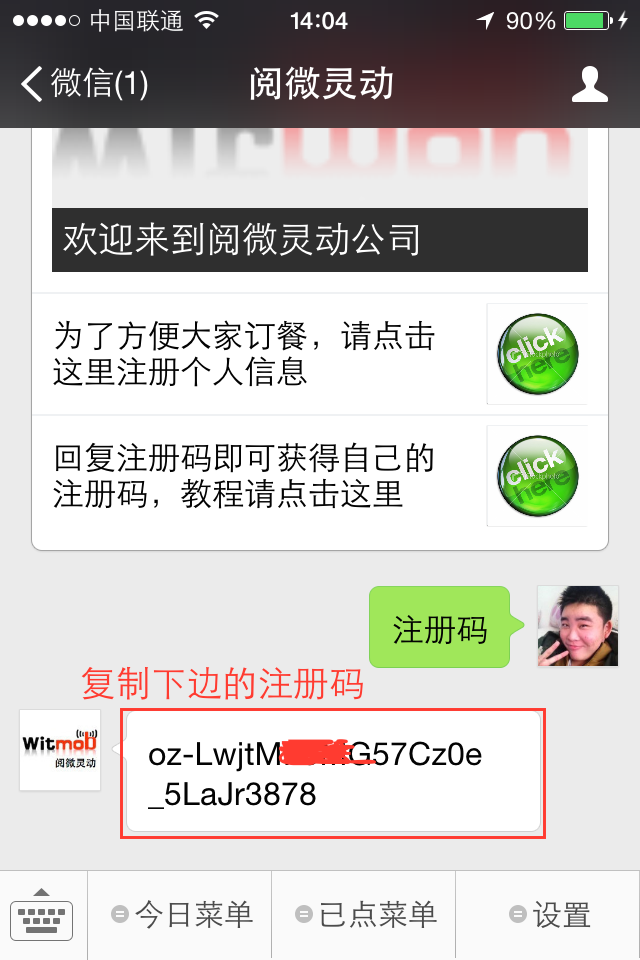 中国联通 14:04 90%
微信(1) 阅微灵动
Witmob
欢迎来到阅微灵动公司
为了方便大家订餐，请点击
这里注册个人信息
click
here
回复注册码即可获得自己的
注册码，教程请点击这里
click
here
注册码
复制下边的注册码
Witmob
阅微灵动
oz-LwjtM G57Cz0e
_5LaJr3878
今日菜单 已点菜单 设置